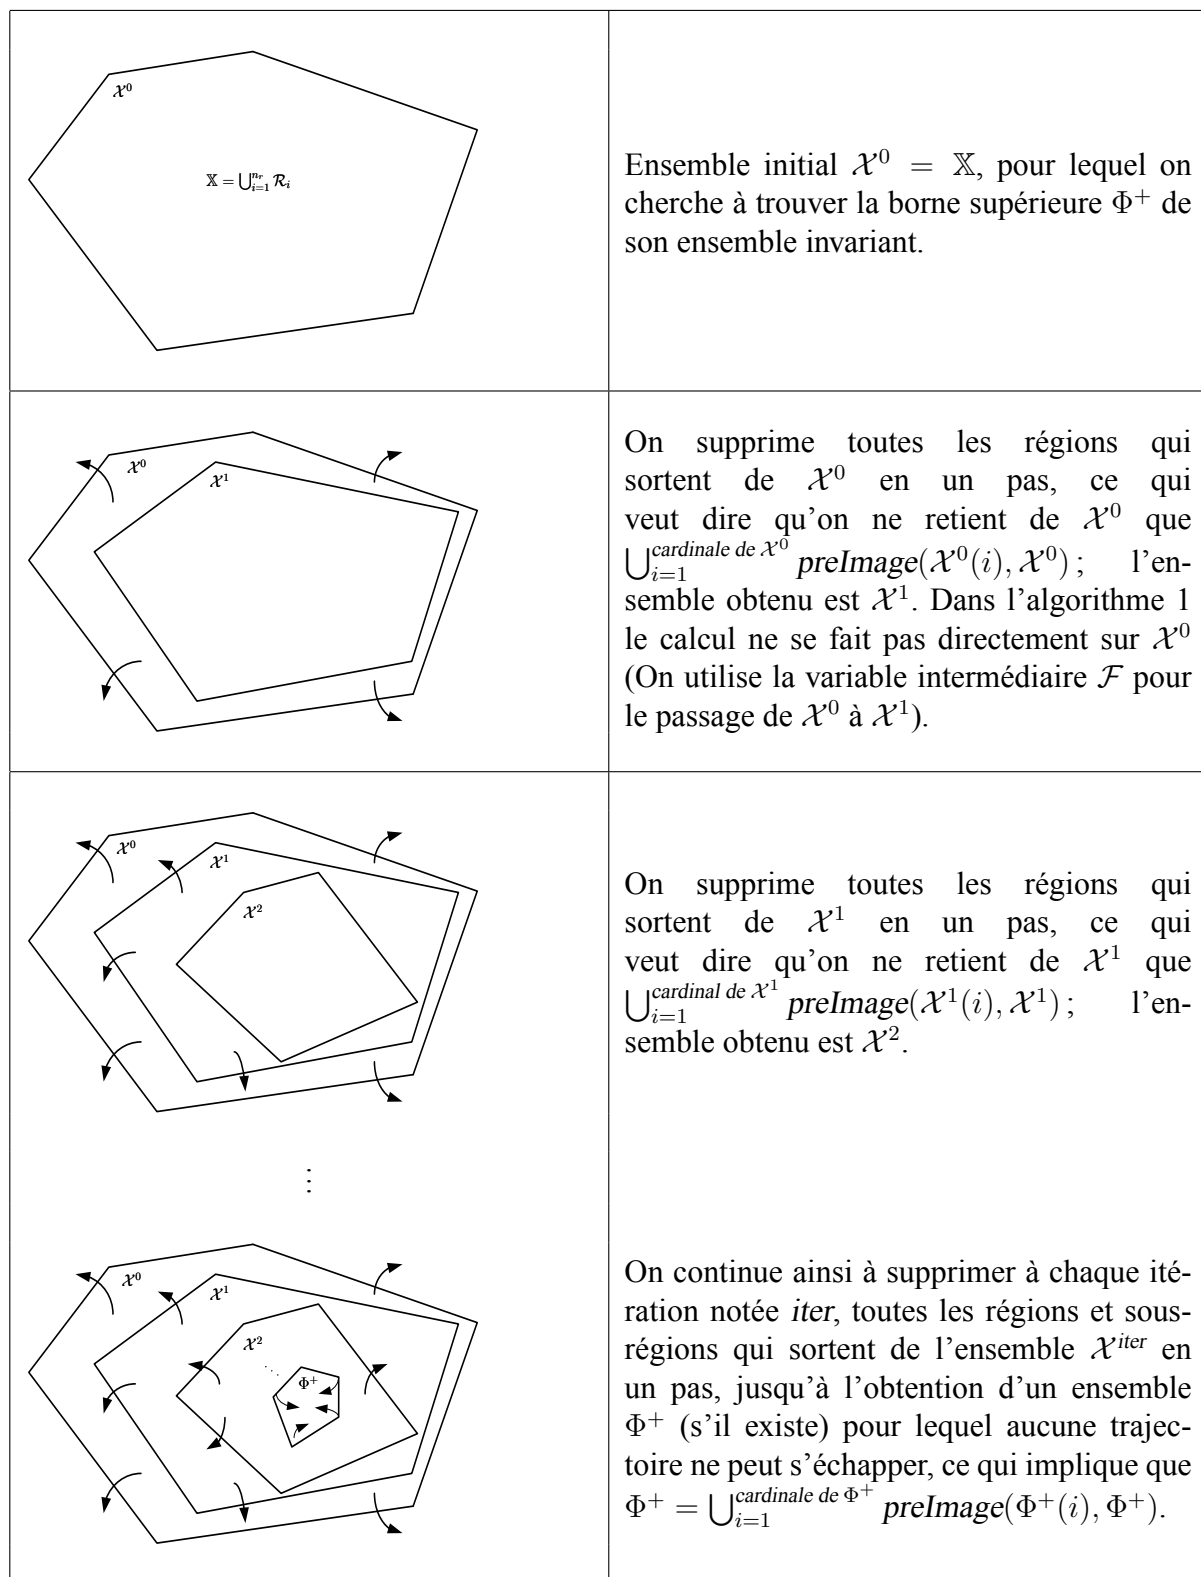 𝒳⁰
𝕏 = ⋃ᵢ₌₁ⁿʳ ℛᵢ
Ensemble initial 𝒳⁰ = 𝕏, pour lequel on
cherche à trouver la borne supérieure Φ⁺ de
son ensemble invariant.
𝒳⁰
𝒳¹
On supprime toutes les régions qui
sortent de 𝒳⁰ en un pas, ce qui
veut dire qu'on ne retient de 𝒳⁰ que
⋃_{i=1}^{cardinale de 𝒳⁰} preImage(𝒳⁰(i), 𝒳⁰) ; l'en-
semble obtenu est 𝒳¹. Dans l'algorithme 1
le calcul ne se fait pas directement sur 𝒳⁰
(On utilise la variable intermédiaire ℱ pour
le passage de 𝒳⁰ à 𝒳¹).
𝒳⁰
𝒳¹
𝒳²
On supprime toutes les régions qui
sortent de 𝒳¹ en un pas, ce qui
veut dire qu'on ne retient de 𝒳¹ que
⋃_{i=1}^{cardinal de 𝒳¹} preImage(𝒳¹(i), 𝒳¹) ; l'en-
semble obtenu est 𝒳².
⋮
𝒳⁰
𝒳¹
𝒳²
⋱
Φ⁺
On continue ainsi à supprimer à chaque ité-
ration notée iter, toutes les régions et sous-
régions qui sortent de l'ensemble 𝒳^{iter} en
un pas, jusqu'à l'obtention d'un ensemble
Φ⁺ (s'il existe) pour lequel aucune trajec-
toire ne peut s'échapper, ce qui implique que
Φ⁺ = ⋃_{i=1}^{cardinale de Φ⁺} preImage(Φ⁺(i), Φ⁺).